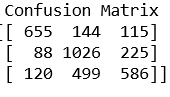 Confusion Matrix
[[ 655  144  115]
[  88 1026  225]
[ 120  499  586]]